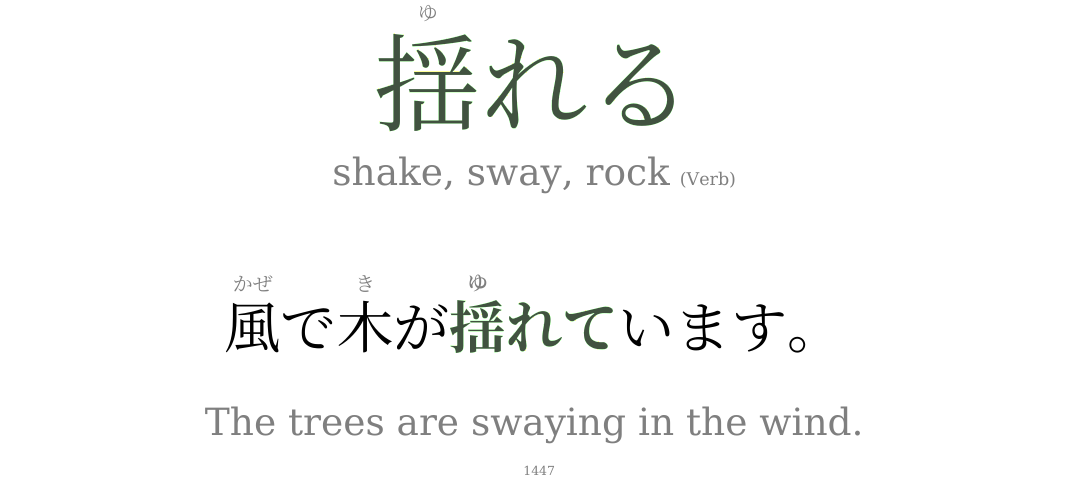 ゆ
揺れる
shake, sway, rock (Verb)
かぜ き ゆ
風で木が揺れています。
The trees are swaying in the wind.
1447